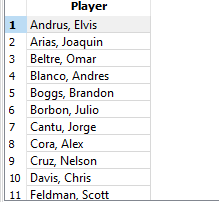 Player
1 Andrus, Elvis
2 Arias, Joaquin
3 Beltre, Omar
4 Blanco, Andres
5 Boggs, Brandon
6 Borbon, Julio
7 Cantu, Jorge
8 Cora, Alex
9 Cruz, Nelson
10 Davis, Chris
11 Feldman, Scott